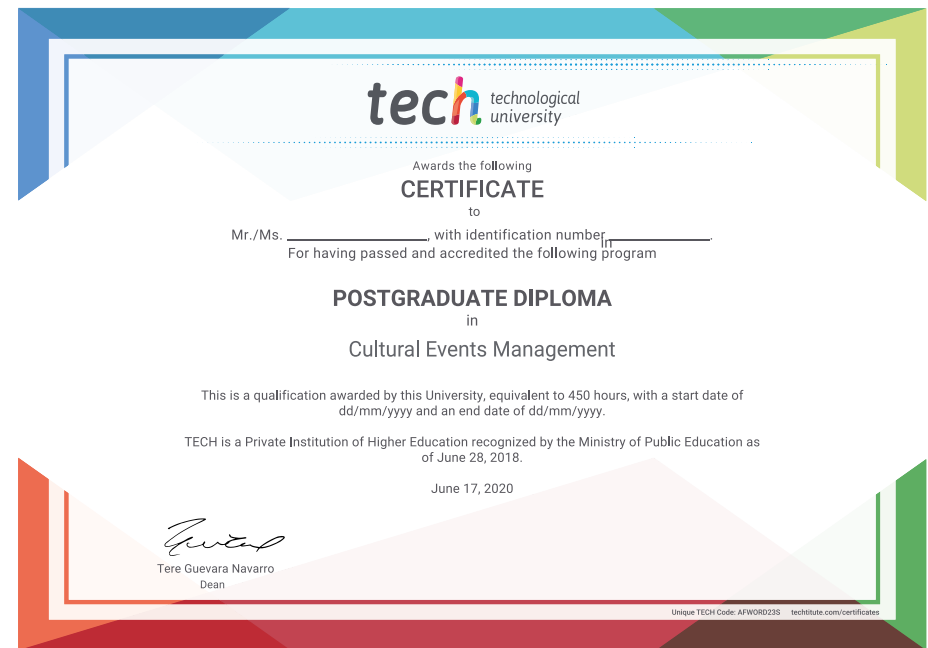 tech technological
university
Awards the following
CERTIFICATE
to
Mr./Ms. ____________________, with identification number ______________.
in
For having passed and accredited the following program
POSTGRADUATE DIPLOMA
in
Cultural Events Management
This is a qualification awarded by this University, equivalent to 450 hours, with a start date of
dd/mm/yyyy and an end date of dd/mm/yyyy.
TECH is a Private Institution of Higher Education recognized by the Ministry of Public Education as
of June 28, 2018.
June 17, 2020
Tere Guevara Navarro
Dean
Unique TECH Code: AFWORD23S techtitute.com/certificates